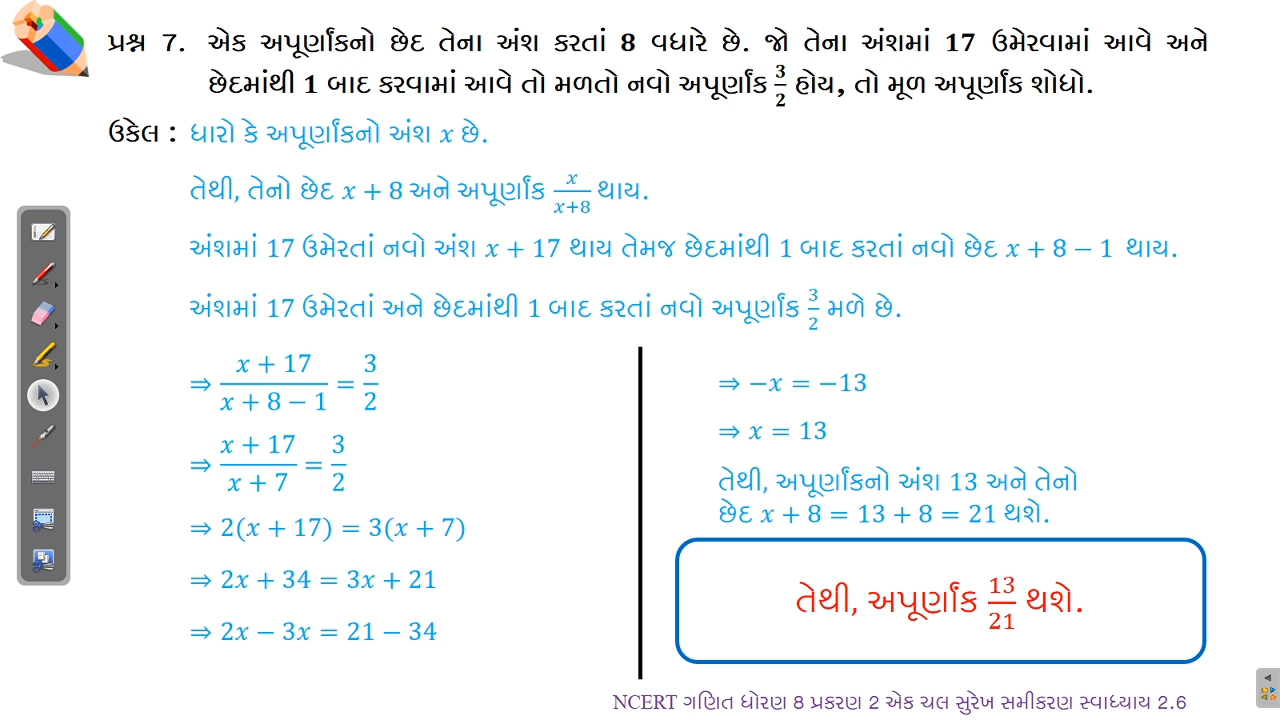 પ્રશ્ન 7. એક અપૂર્ણાંકનો છેદ તેના અંશ કરતાં 8 વધારે છે. જો તેના અંશમાં 17 ઉમેરવામાં આવે અને
છેદમાંથી 1 બાદ કરવામાં આવે તો મળતો નવો અપૂર્ણાંક 3/2 હોય, તો મૂળ અપૂર્ણાંક શોધો.
ઉકેલ : ધારો કે અપૂર્ણાંકનો અંશ x છે.
તેથી, તેનો છેદ x + 8 અને અપૂર્ણાંક x/(x+8) થાય.
અંશમાં 17 ઉમેરતાં નવો અંશ x + 17 થાય તેમજ છેદમાંથી 1 બાદ કરતાં નવો છેદ x + 8 − 1 થાય.
અંશમાં 17 ઉમેરતાં અને છેદમાંથી 1 બાદ કરતાં નવો અપૂર્ણાંક 3/2 મળે છે.
⇒ (x + 17)/(x + 8 − 1) = 3/2
⇒ (x + 17)/(x + 7) = 3/2
⇒ 2(x + 17) = 3(x + 7)
⇒ 2x + 34 = 3x + 21
⇒ 2x − 3x = 21 − 34
⇒ −x = −13
⇒ x = 13
તેથી, અપૂર્ણાંકનો અંશ 13 અને તેનો
છેદ x + 8 = 13 + 8 = 21 થશે.
તેથી, અપૂર્ણાંક 13/21 થશે.
NCERT ગણિત ધોરણ 8 પ્રકરણ 2 એક ચલ સુરેખ સમીકરણ સ્વાધ્યાય 2.6